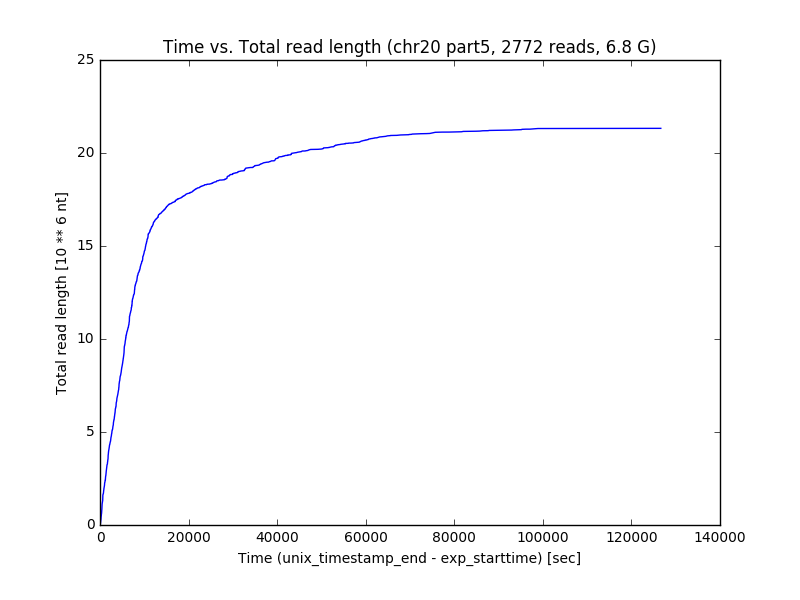 Time vs. Total read length (chr20 part5, 2772 reads, 6.8 G)
25
20
15
10
5
0
Total read length [10 ** 6 nt]
0 20000 40000 60000 80000 100000 120000 140000
Time (unix_timestamp_end - exp_starttime) [sec]